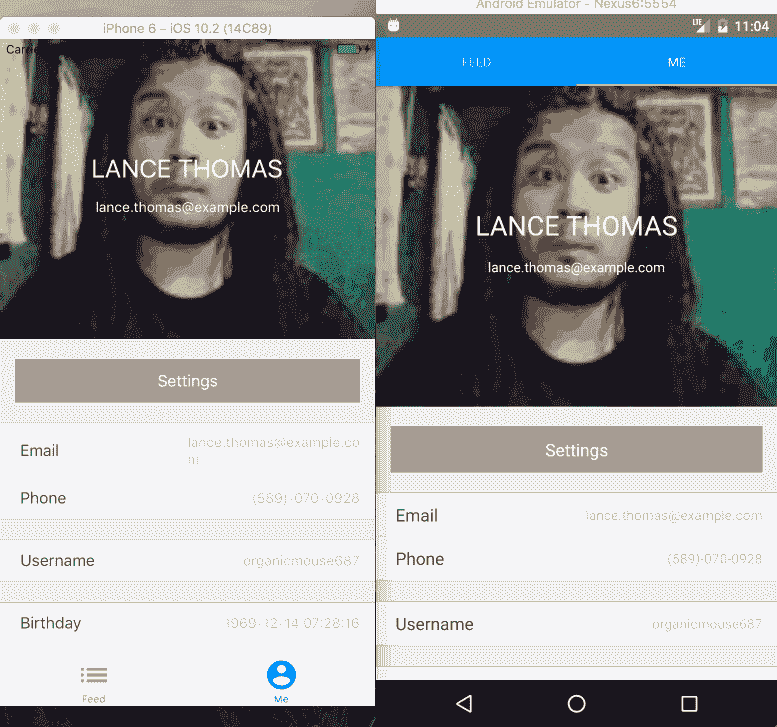 iPhone 6 – iOS 10.2 (14C89)
LANCE THOMAS
lance.thomas@example.com
Settings
Email
lance.thomas@example.co
m
Phone
(589)-070-0928
Username
organicmouse687
Birthday
1969-12-14 07:28:16
Feed
Me
Android Emulator - Nexus6:5554
LTE
11:04
FEED
ME
LANCE THOMAS
lance.thomas@example.com
Settings
Email
lance.thomas@example.com
Phone
(589)-070-0928
Username
organicmouse687